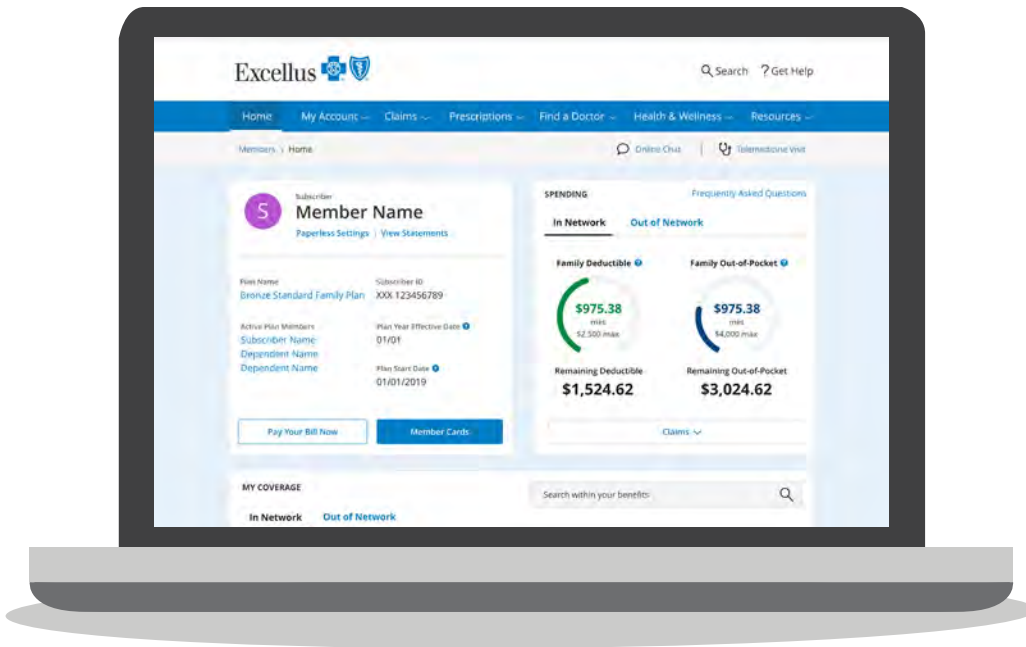 Excellus
Search ? Get Help
Home My Account Claims Prescriptions Find a Doctor Health & Wellness Resources
Members Home
Online Chat | Telemedicine Visit
S
Subscriber
Member Name
Paperless Settings | View Statements
Plan Name
Bronze Standard Family Plan
Subscriber ID
XXX 123456789
Active Plan Members
Subscriber Name
Dependent Name
Dependent Name
Plan Year Effective Date
01/01
Plan Start Date
01/01/2019
Pay Your Bill Now
Member Cards
SPENDING
Frequently Asked Questions
In Network Out of Network
Family Deductible
$975.38
$2,500 max
Remaining Deductible
$1,524.62
Family Out-of-Pocket
$975.38
$4,000 max
Remaining Out-of-Pocket
$3,024.62
Claims
MY COVERAGE
In Network Out of Network
Search within your benefits